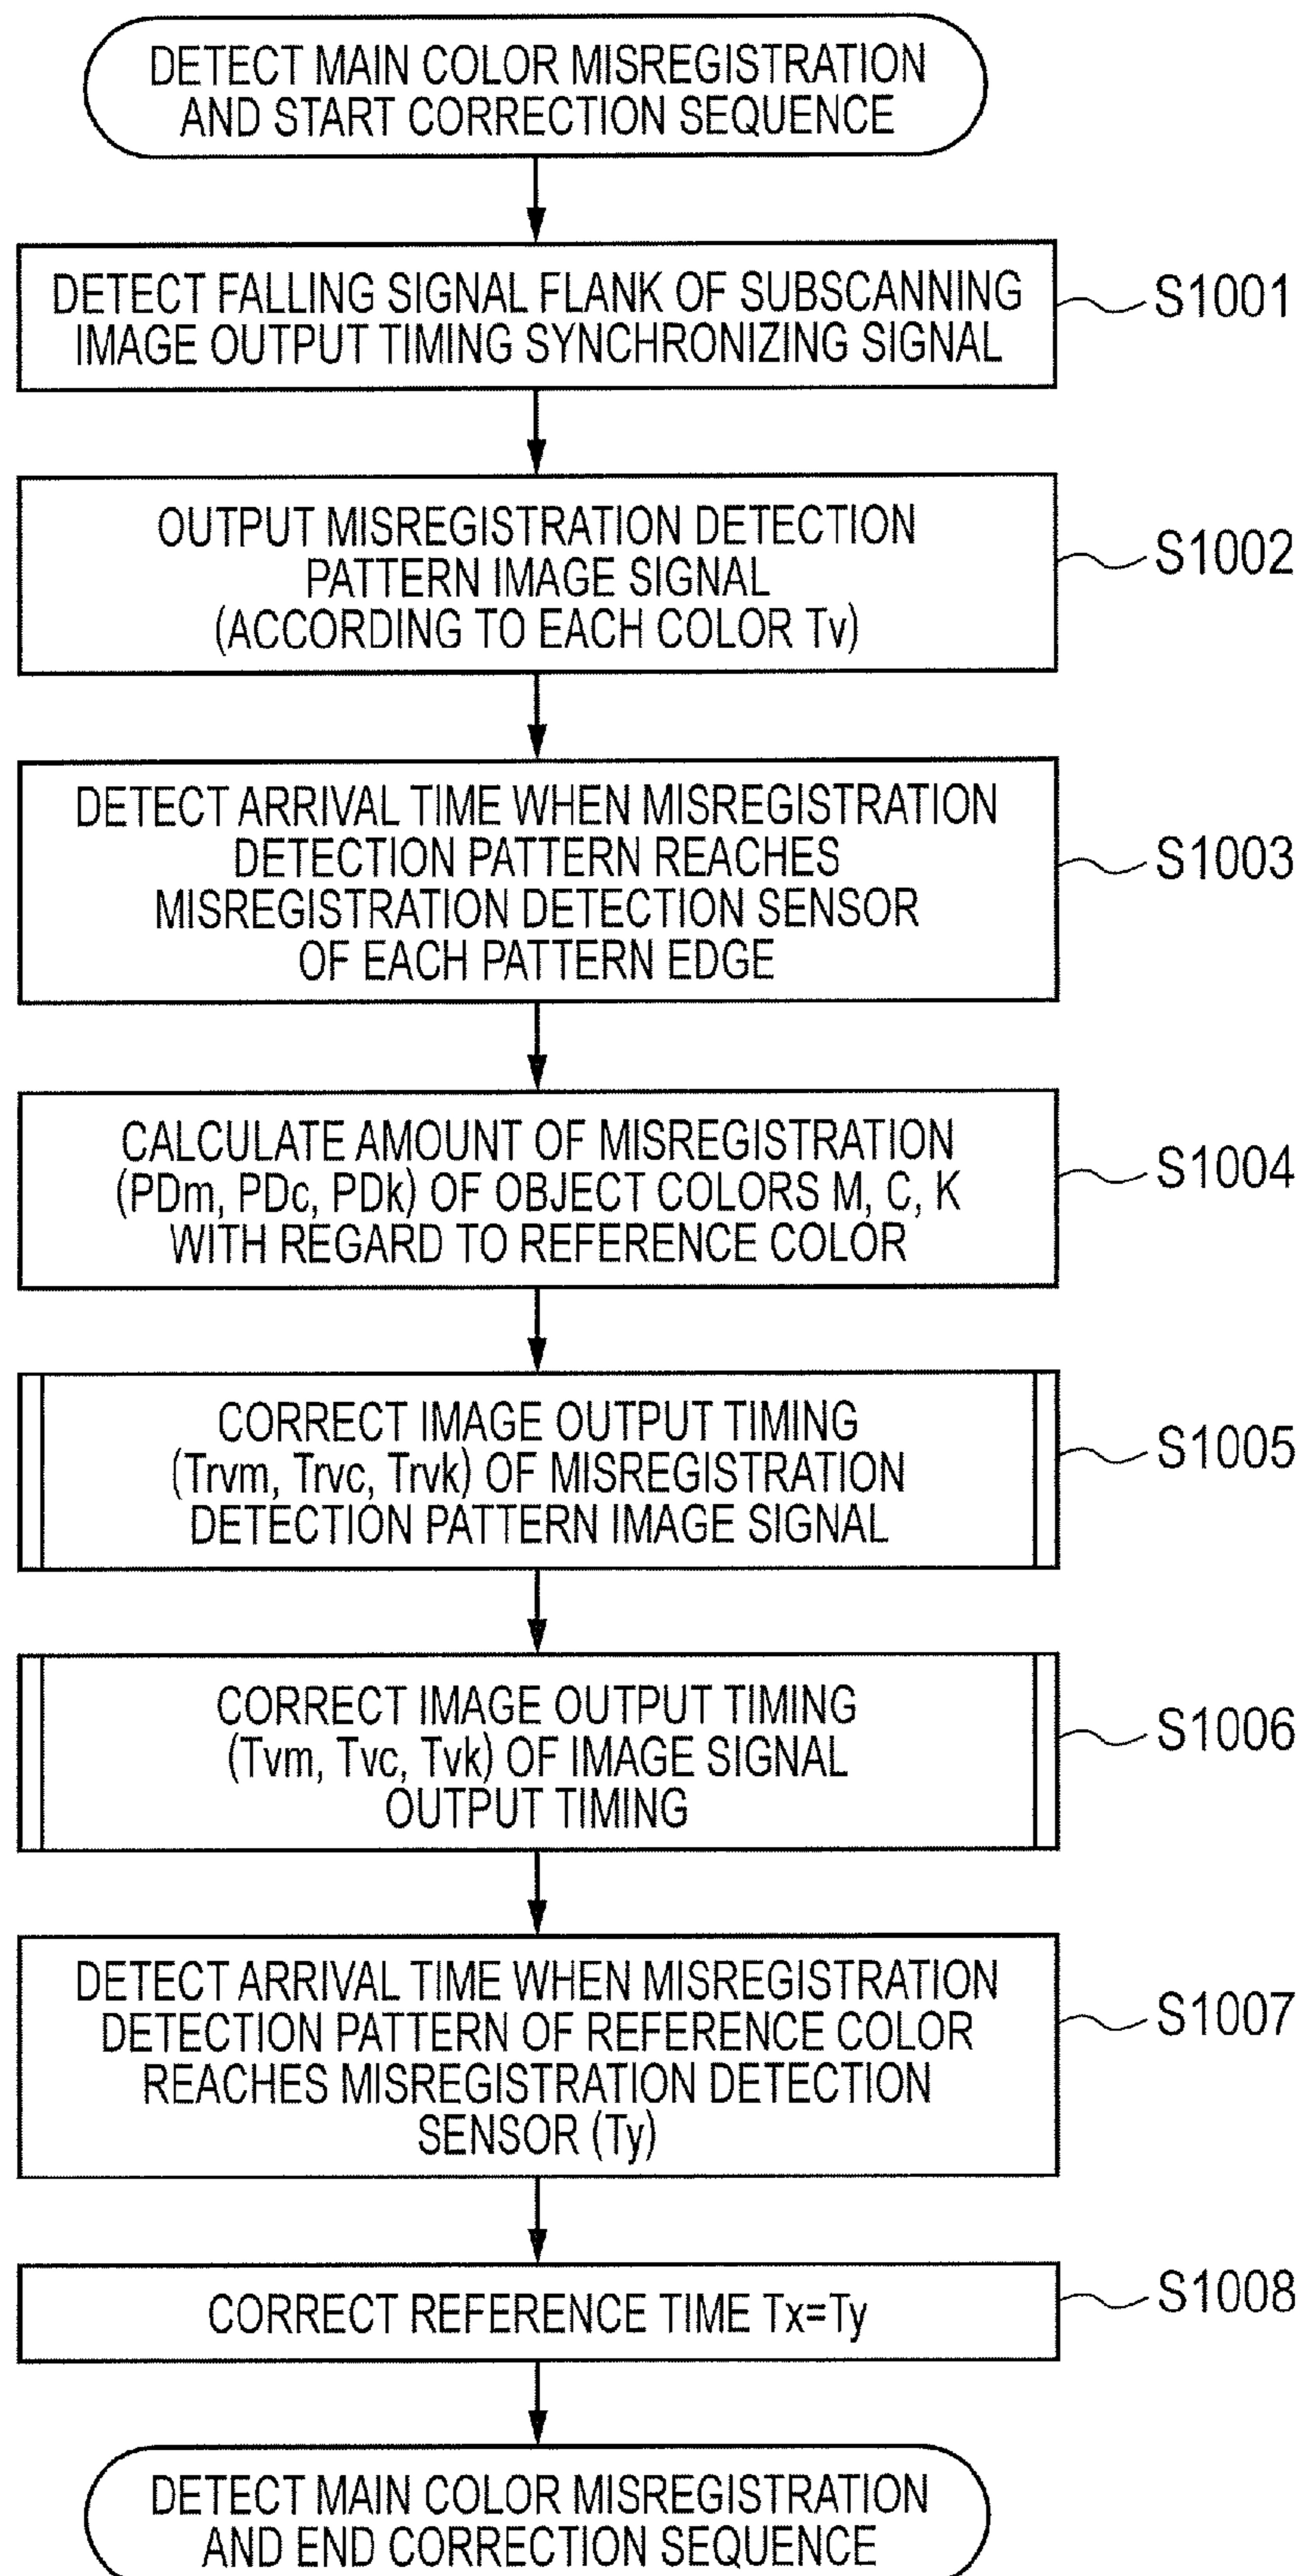 DETECT MAIN COLOR MISREGISTRATION
AND START CORRECTION SEQUENCE
DETECT FALLING SIGNAL FLANK OF SUBSCANNING
IMAGE OUTPUT TIMING SYNCHRONIZING SIGNAL
S1001
OUTPUT MISREGISTRATION DETECTION
PATTERN IMAGE SIGNAL
(ACCORDING TO EACH COLOR Tv)
S1002
DETECT ARRIVAL TIME WHEN MISREGISTRATION
DETECTION PATTERN REACHES
MISREGISTRATION DETECTION SENSOR
OF EACH PATTERN EDGE
S1003
CALCULATE AMOUNT OF MISREGISTRATION
(PDm, PDc, PDk) OF OBJECT COLORS M, C, K
WITH REGARD TO REFERENCE COLOR
S1004
CORRECT IMAGE OUTPUT TIMING
(Trvm, Trvc, Trvk) OF MISREGISTRATION
DETECTION PATTERN IMAGE SIGNAL
S1005
CORRECT IMAGE OUTPUT TIMING
(Tvm, Tvc, Tvk) OF IMAGE SIGNAL
OUTPUT TIMING
S1006
DETECT ARRIVAL TIME WHEN MISREGISTRATION
DETECTION PATTERN OF REFERENCE COLOR
REACHES MISREGISTRATION DETECTION
SENSOR (Ty)
S1007
CORRECT REFERENCE TIME Tx=Ty
S1008
DETECT MAIN COLOR MISREGISTRATION
AND END CORRECTION SEQUENCE